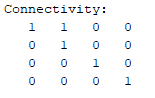 Connectivity:
1 1 0 0
0 1 0 0
0 0 1 0
0 0 0 1